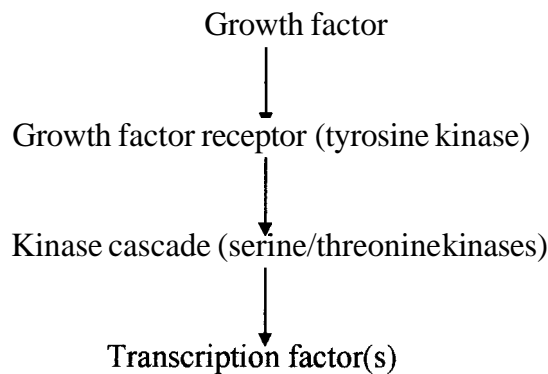 Growth factor
Growth factor receptor (tyrosine kinase)
Kinase cascade (serine/threoninekinases)
Transcription factor(s)